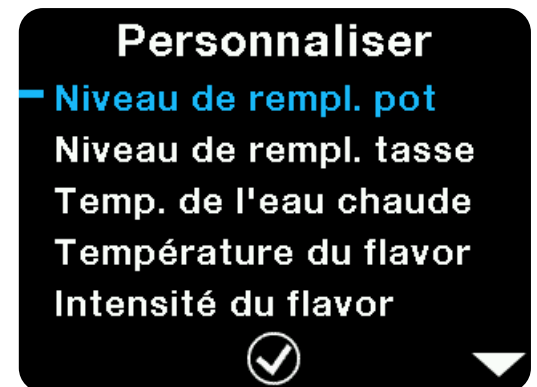 Personnaliser
Niveau de rempl. pot
Niveau de rempl. tasse
Temp. de l'eau chaude
Température du flavor
Intensité du flavor